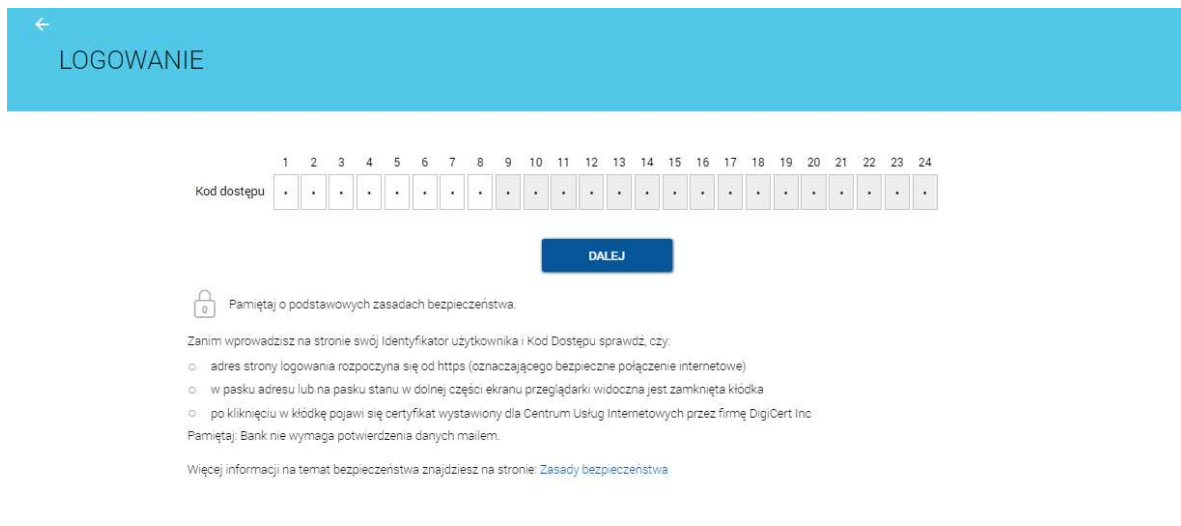 LOGOWANIE
1 2 3 4 5 6 7 8 9 10 11 12 13 14 15 16 17 18 19 20 21 22 23 24
Kod dostępu
DALEJ
Pamiętaj o podstawowych zasadach bezpieczeństwa.
Zanim wprowadzisz na stronie swój Identyfikator użytkownika i Kod Dostępu sprawdź, czy:
adres strony logowania rozpoczyna się od https (oznaczającego bezpieczne połączenie internetowe)
w pasku adresu lub na pasku stanu w dolnej części ekranu przeglądarki widoczna jest zamknięta kłódka
po kliknięciu w kłódkę pojawi się certyfikat wystawiony dla Centrum Usług Internetowych przez firmę DigiCert Inc
Pamiętaj: Bank nie wymaga potwierdzenia danych mailem.
Więcej informacji na temat bezpieczeństwa znajdziesz na stronie: Zasady bezpieczeństwa